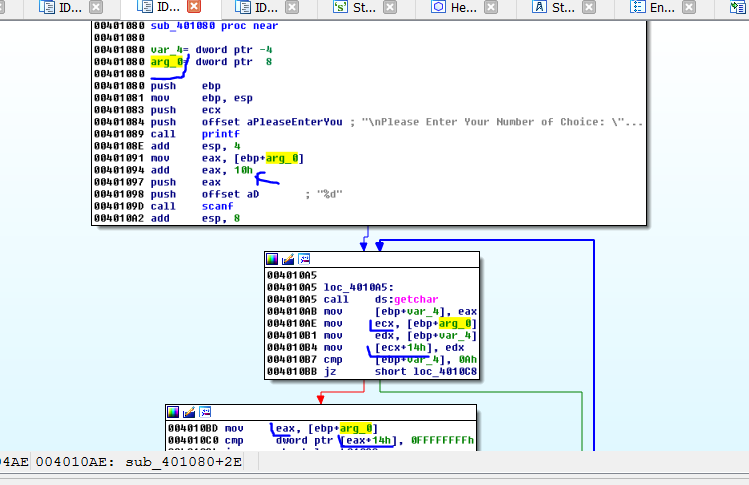 ID...
ID...
ID...
St...
He...
St...
En...
00401080 sub_401080 proc near
00401080
00401080 var_4= dword ptr -4
00401080 arg_0= dword ptr  8
00401080
00401080 push    ebp
00401081 mov     ebp, esp
00401083 push    ecx
00401084 push    offset aPleaseEnterYou ; "\nPlease Enter Your Number of Choice: \"...
00401089 call    printf
0040108E add     esp, 4
00401091 mov     eax, [ebp+arg_0]
00401094 add     eax, 10h
00401097 push    eax
00401098 push    offset aD       ; "%d"
0040109D call    scanf
004010A2 add     esp, 8
004010A5
004010A5 loc_4010A5:
004010A5 call    ds:getchar
004010AB mov     [ebp+var_4], eax
004010AE mov     ecx, [ebp+arg_0]
004010B1 mov     edx, [ebp+var_4]
004010B4 mov     [ecx+14h], edx
004010B7 cmp     [ebp+var_4], 0Ah
004010BB jz      short loc_4010C8
004010BD mov     eax, [ebp+arg_0]
004010C0 cmp     dword ptr [eax+14h], 0FFFFFFFFh
04AE 004010AE: sub_401080+2E